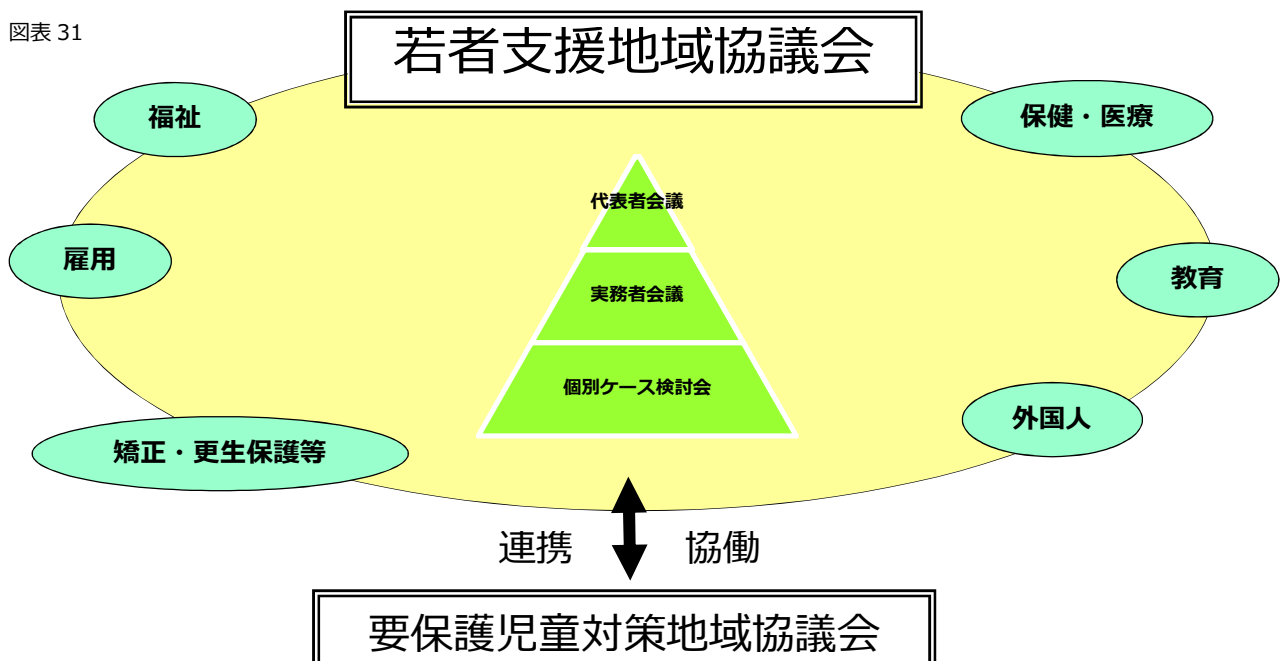 図表 31
若者支援地域協議会
福祉
保健・医療
代表者会議
雇用
教育
実務者会議
個別ケース検討会
外国人
矯正・更生保護等
連携 協働
要保護児童対策地域協議会